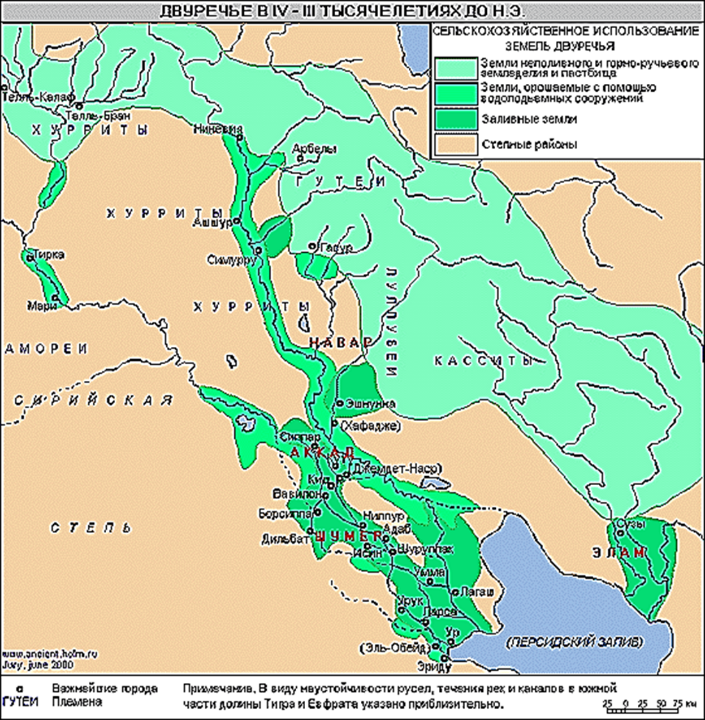 ДВУРЕЧЬЕ В IV – III ТЫСЯЧЕЛЕТИЯХ ДО Н.Э.
СЕЛЬСКОХОЗЯЙСТВЕННОЕ ИСПОЛЬЗОВАНИЕ
ЗЕМЕЛЬ ДВУРЕЧЬЯ
Земли неполивного и горно-ручьевого
земледелия и пастбища
Земли, орошаемые с помощью
водоподъемных сооружений
Заливные земли
Степные районы
Телль-Халаф
Телль-Брак
ХУРРИТЫ
Ниневия
Арбелы
ГУТЕИ
ХУРРИТЫ
Ашшур
Симурру
Гасур
Тирка
Мари
ХУРРИТЫ
ЛУЛЛУБЕИ
НАВАР
АМОРЕИ
КАССИТЫ
СИРИЙСКАЯ
Эшнунна
(Хафадже)
Сиппар
АККАД
(Джемдет-Наср)
Киш
Вавилон
Борсиппа
Ниппур
СТЕПЬ
Дильбат
ШУМЕР
Адаб
Исин
Шуруппак
Сузы
ЭЛАМ
Умма
Лагаш
Урук
Ларса
Ур
(Эль-Обейд)
Эриду
(ПЕРСИДСКИЙ ЗАЛИВ)
www.ancient.holm.ru
Juvy, june 2000
Важнейшие города
ГУТЕИ Племена
Примечание. В виду неустойчивости русел, течения рек и каналов в южной
части долины Тигра и Евфрата указано приблизительно.
25 0 25 50 75 км